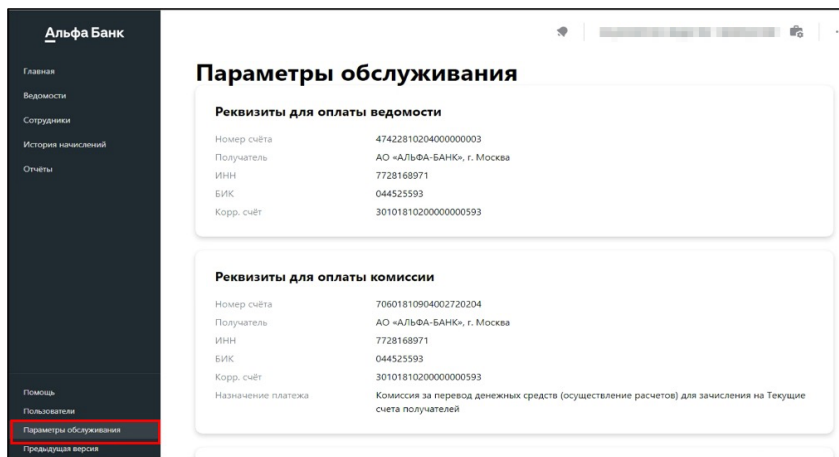 Альфа Банк
Главная
Ведомости
Сотрудники
История начислений
Отчёты
Помощь
Пользователи
Параметры обслуживания
Предыдущая версия
Параметры обслуживания
Реквизиты для оплаты ведомости
Номер счёта 47422810204000000003
Получатель АО «АЛЬФА-БАНК», г. Москва
ИНН 7728168971
БИК 044525593
Корр. счёт 30101810200000000593
Реквизиты для оплаты комиссии
Номер счёта 70601810904002720204
Получатель АО «АЛЬФА-БАНК», г. Москва
ИНН 7728168971
БИК 044525593
Корр. счёт 30101810200000000593
Назначение платежа Комиссия за перевод денежных средств (осуществление расчетов) для зачисления на Текущие
счета получателей